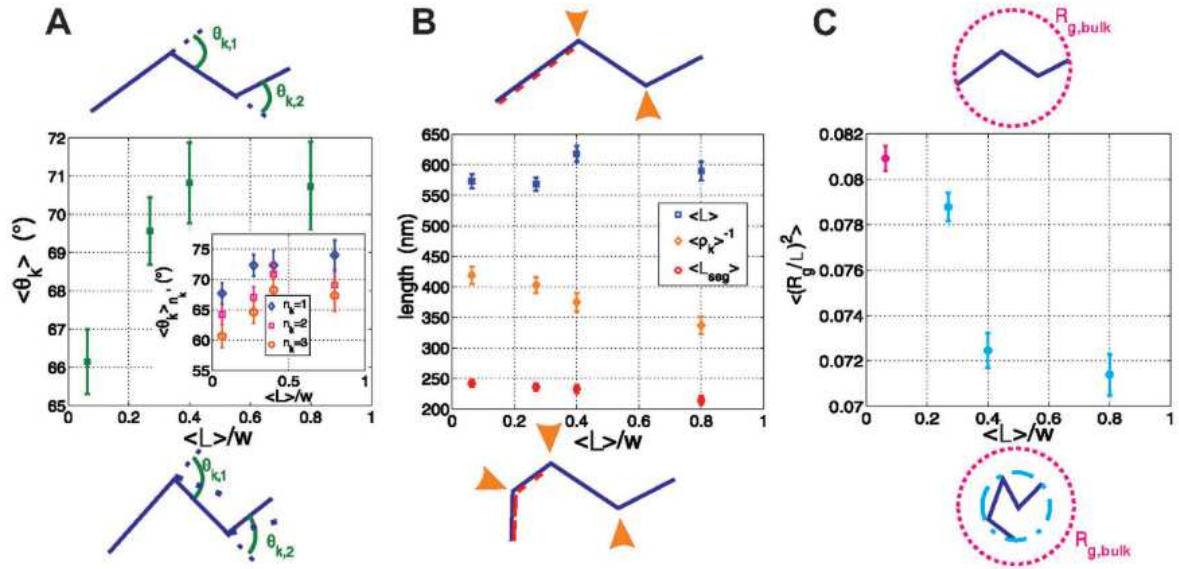 A
θk,1
θk,2
72
71
70
69
68
67
66
65
<θk> (°)
0
0.2
0.4
0.6
0.8
1
<L>/w
75
70
65
60
55
<θk>nk, (°)
nk=1
nk=2
nk=3
0
0.5
1
<L>/w
θk,1
θk,2
B
650
600
550
500
450
400
350
300
250
200
length (nm)
<L>
<ρk>-1
<Lseg>
0
0.2
0.4
0.6
0.8
1
<L>/w
C
Rg,bulk
0.082
0.08
0.078
0.076
0.074
0.072
0.07
<(Rg/L)2>
0
0.2
0.4
0.6
0.8
1
<L>/w
Rg,bulk